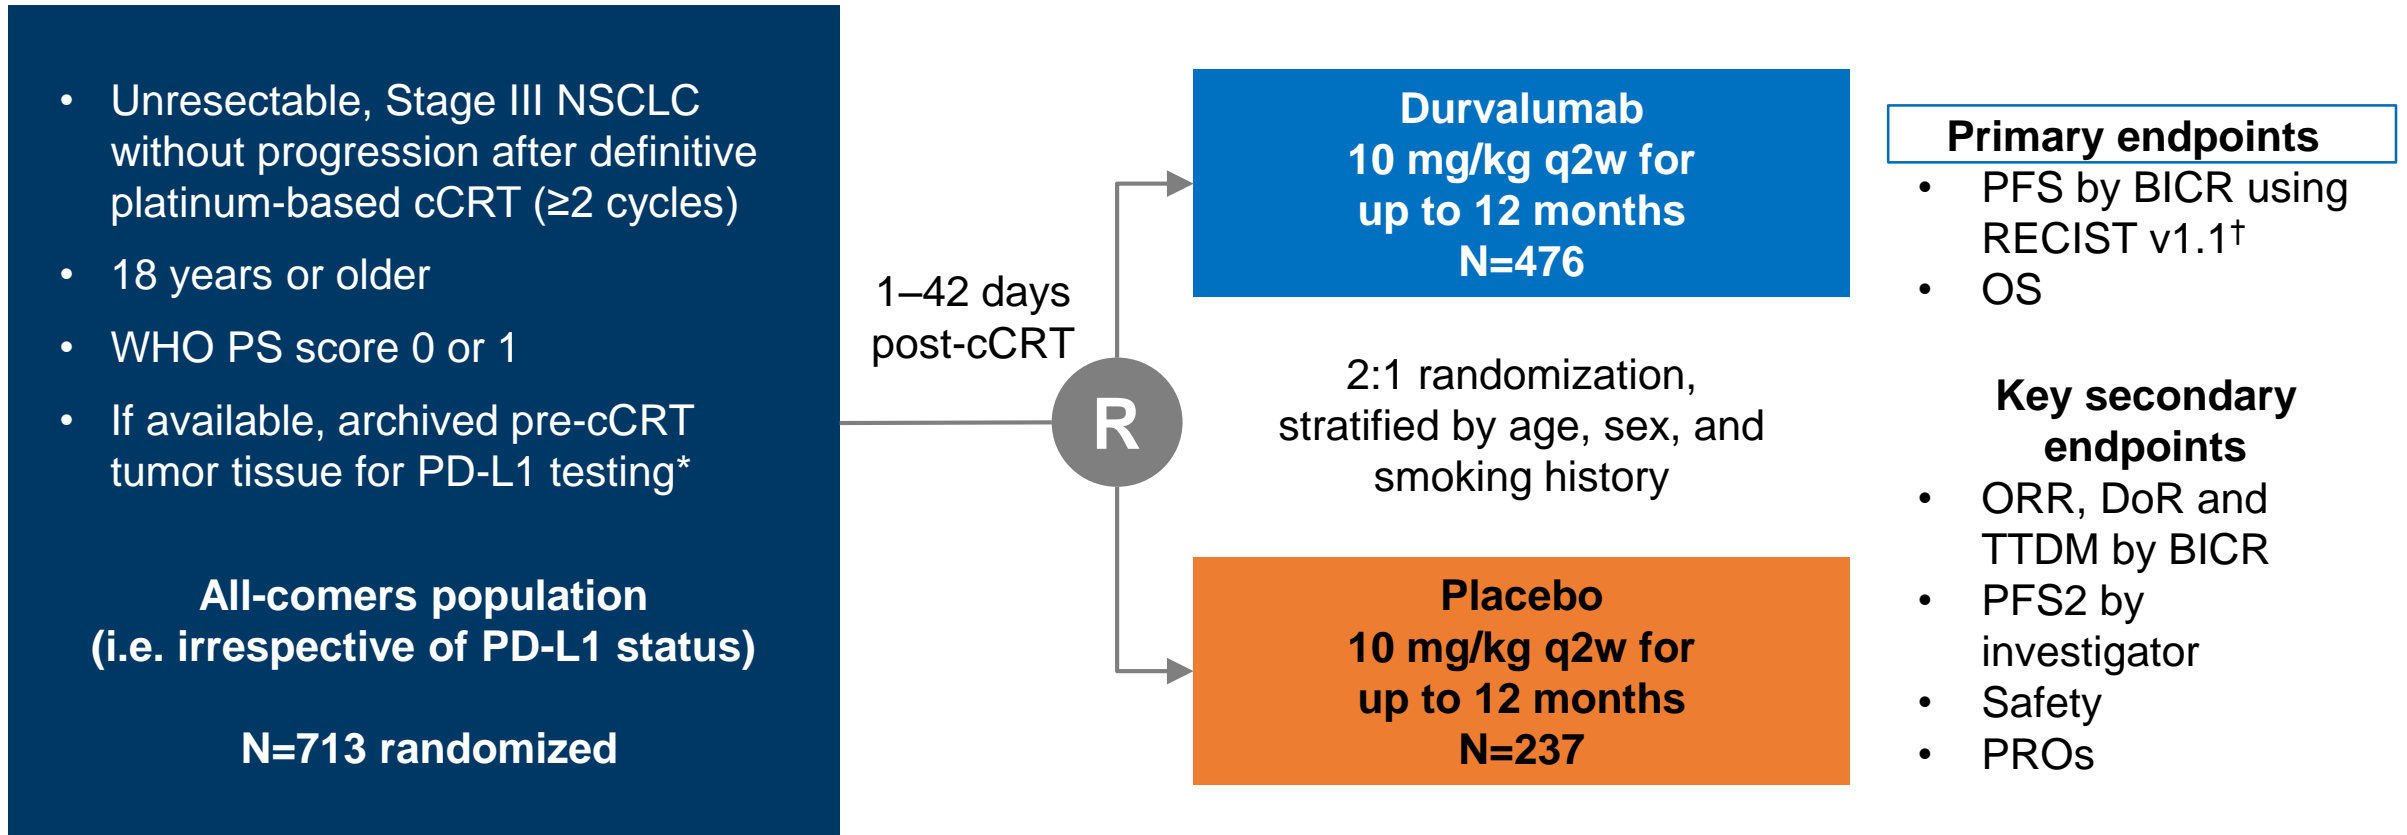 • Unresectable, Stage III NSCLC
without progression after definitive
platinum-based cCRT (≥2 cycles)
• 18 years or older
• WHO PS score 0 or 1
• If available, archived pre-cCRT
tumor tissue for PD-L1 testing*
All-comers population
(i.e. irrespective of PD-L1 status)
N=713 randomized
1–42 days
post-cCRT
R
Durvalumab
10 mg/kg q2w for
up to 12 months
N=476
2:1 randomization,
stratified by age, sex, and
smoking history
Placebo
10 mg/kg q2w for
up to 12 months
N=237
Primary endpoints
• PFS by BICR using
RECIST v1.1†
• OS
Key secondary
endpoints
• ORR, DoR and
TTDM by BICR
• PFS2 by
investigator
• Safety
• PROs